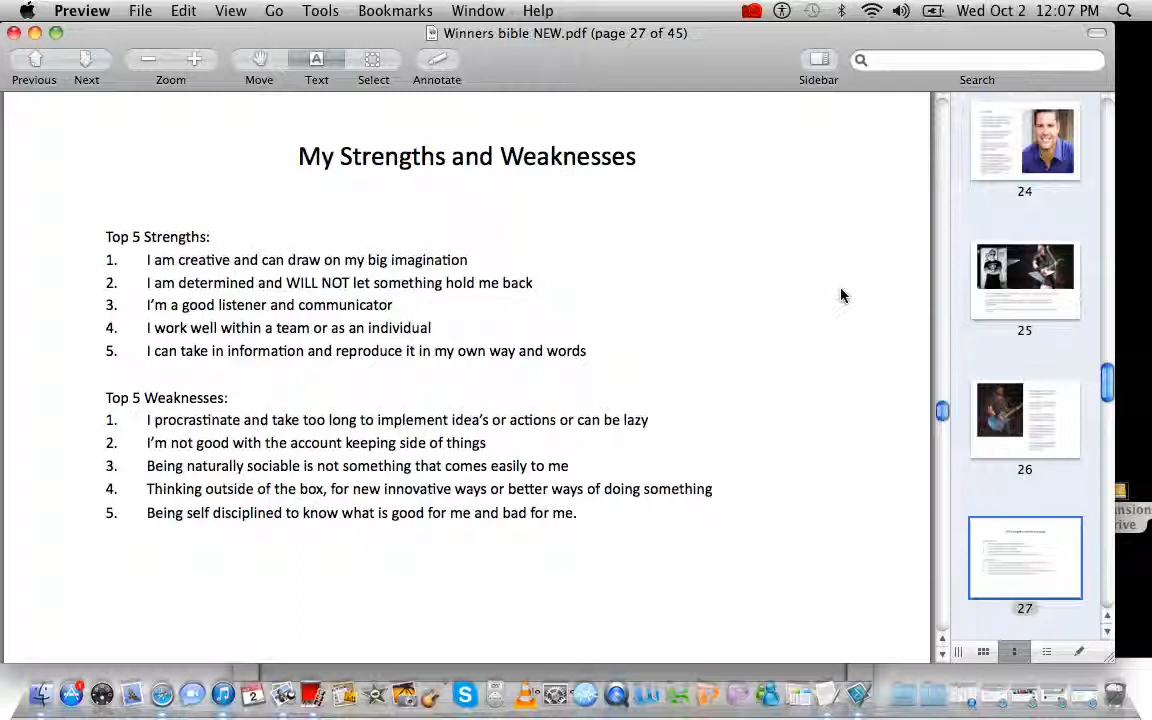 Preview File Edit View Go Tools Bookmarks Window Help Wed Oct 2 12:07 PM
Winners bible NEW.pdf (page 27 of 45)
Previous Next Zoom Move Text Select Annotate Sidebar Search
My Strengths and Weaknesses
Top 5 Strengths:
1. I am creative and can draw on my big imagination
2. I am determined and WILL NOT let something hold me back
3. I'm a good listener and communicator
4. I work well within a team or as an individual
5. I can take in information and reproduce it in my own way and words
Top 5 Weaknesses:
1. I procrastinate and take too long to implement idea's or actions or can be lazy
2. I'm not good with the account keeping side of things
3. Being naturally sociable is not something that comes easily to me
4. Thinking outside of the box, for new innovative ways or better ways of doing something
5. Being self disciplined to know what is good for me and bad for me.
24
25
26
27
nsion
rive